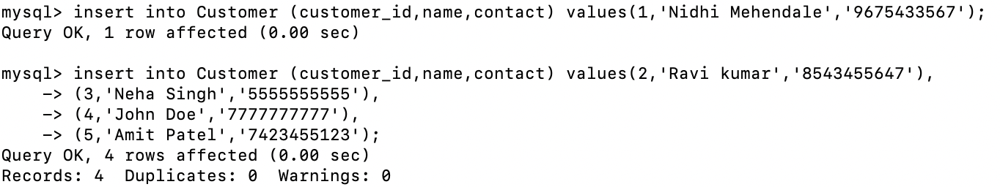 mysql> insert into Customer (customer_id,name,contact) values(1,'Nidhi Mehendale','9675433567');
Query OK, 1 row affected (0.00 sec)
mysql> insert into Customer (customer_id,name,contact) values(2,'Ravi kumar','8543455647'),
    -> (3,'Neha Singh','5555555555'),
    -> (4,'John Doe','7777777777'),
    -> (5,'Amit Patel','7423455123');
Query OK, 4 rows affected (0.00 sec)
Records: 4  Duplicates: 0  Warnings: 0